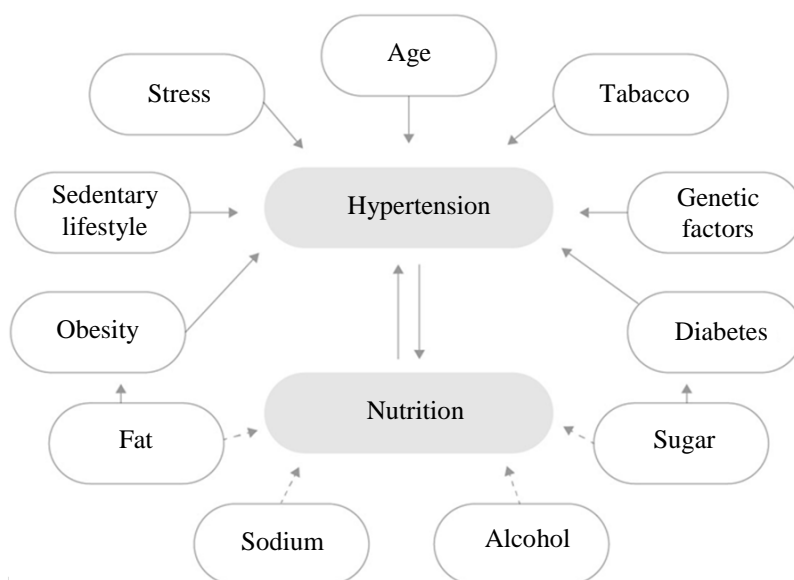 Age
Stress
Tabacco
Sedentary
lifestyle
Hypertension
Genetic
factors
Obesity
Diabetes
Fat
Nutrition
Sugar
Sodium
Alcohol